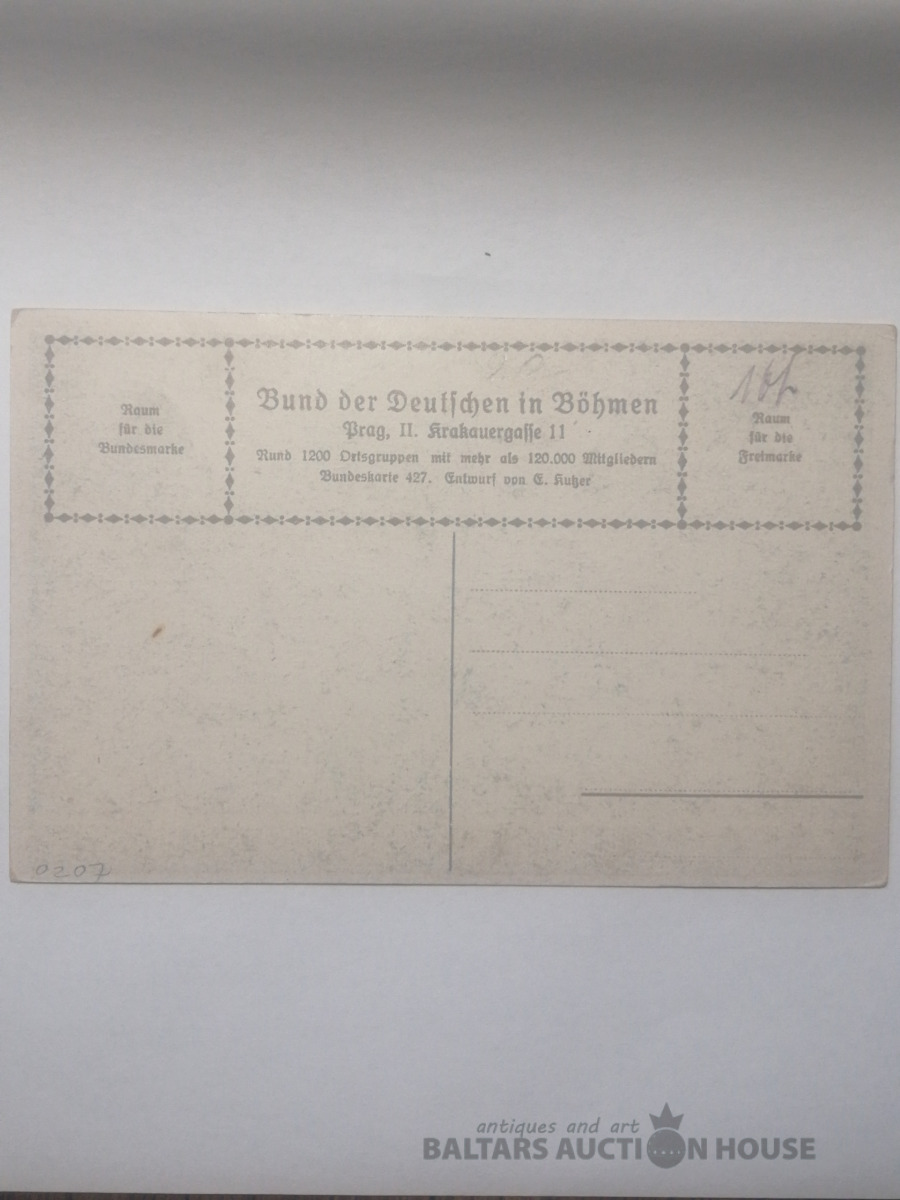 Raum
für die
Bundesmarke
Bund der Deutschen in Böhmen
Prag, II. Krakauergasse 11
Rund 1200 Ortsgruppen mit mehr als 120.000 Mitgliedern
Bundeskarte 427. Entwurf von E. Kutzer
Raum
für die
Freimarke
0207
antiques and art
BALTARS AUCTION HOUSE